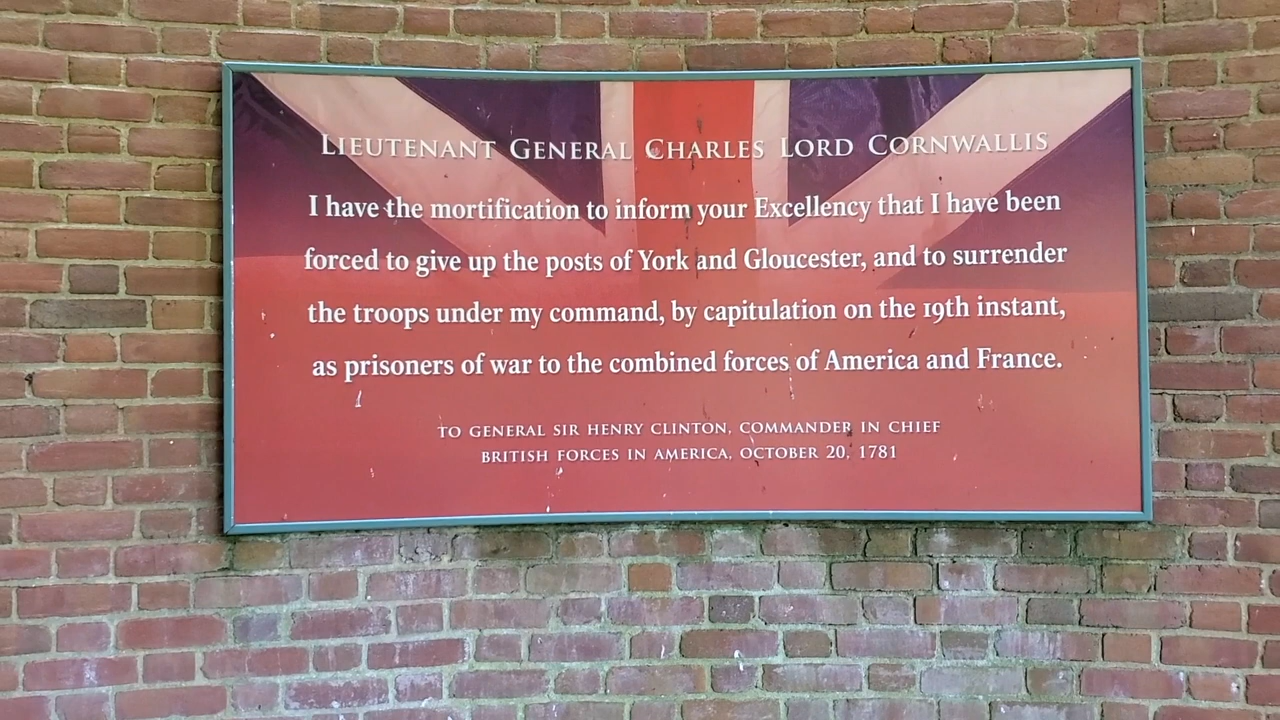 LIEUTENANT GENERAL CHARLES LORD CORNWALLIS
I have the mortification to inform your Excellency that I have been
forced to give up the posts of York and Gloucester, and to surrender
the troops under my command, by capitulation on the 19th instant,
as prisoners of war to the combined forces of America and France.
TO GENERAL SIR HENRY CLINTON, COMMANDER IN CHIEF
BRITISH FORCES IN AMERICA, OCTOBER 20, 1781